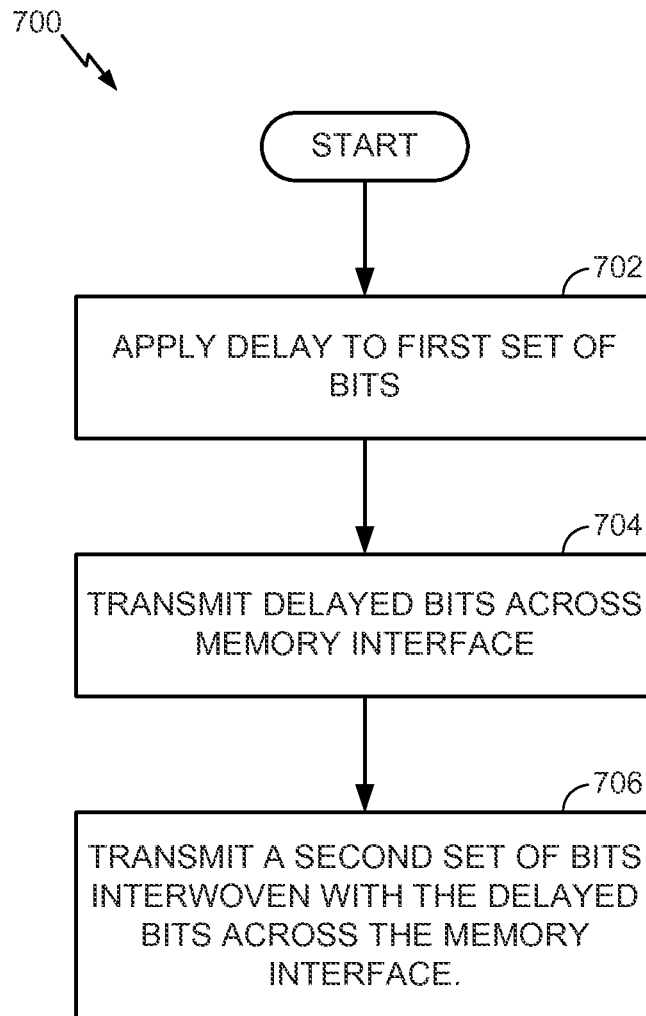 700
START
702
APPLY DELAY TO FIRST SET OF
BITS
704
TRANSMIT DELAYED BITS ACROSS
MEMORY INTERFACE
706
TRANSMIT A SECOND SET OF BITS
INTERWOVEN WITH THE DELAYED
BITS ACROSS THE MEMORY
INTERFACE.